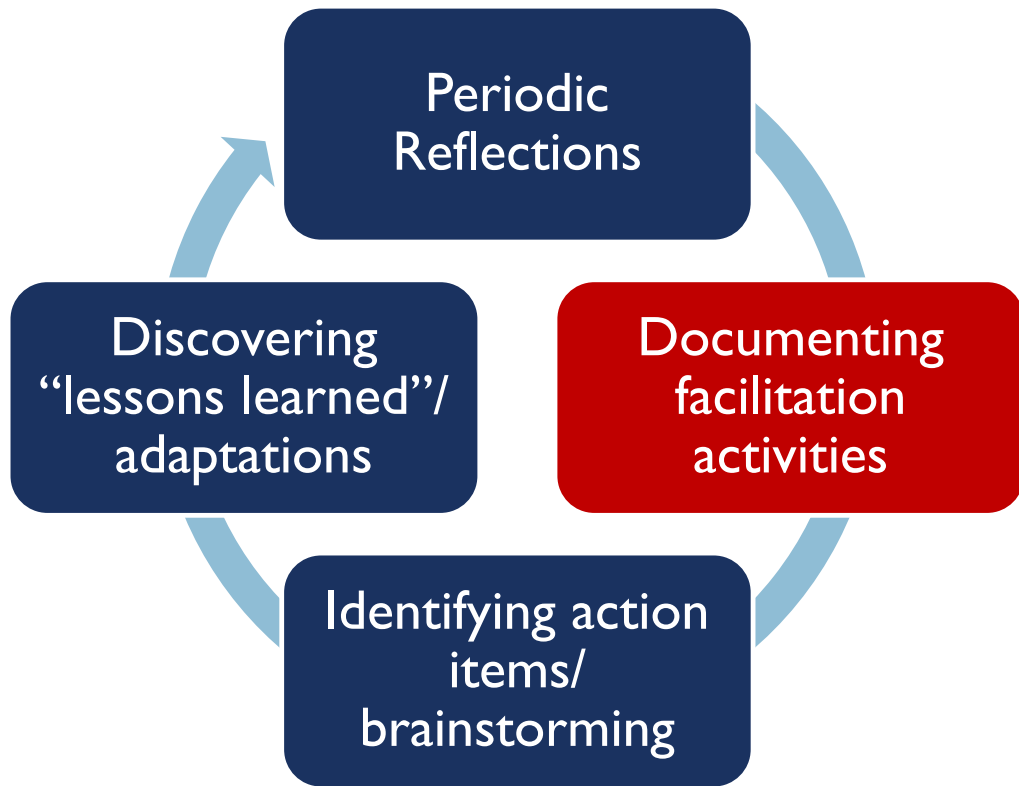 Periodic
Reflections
Documenting
facilitation
activities
Identifying action
items/
brainstorming
Discovering
“lessons learned”/
adaptations